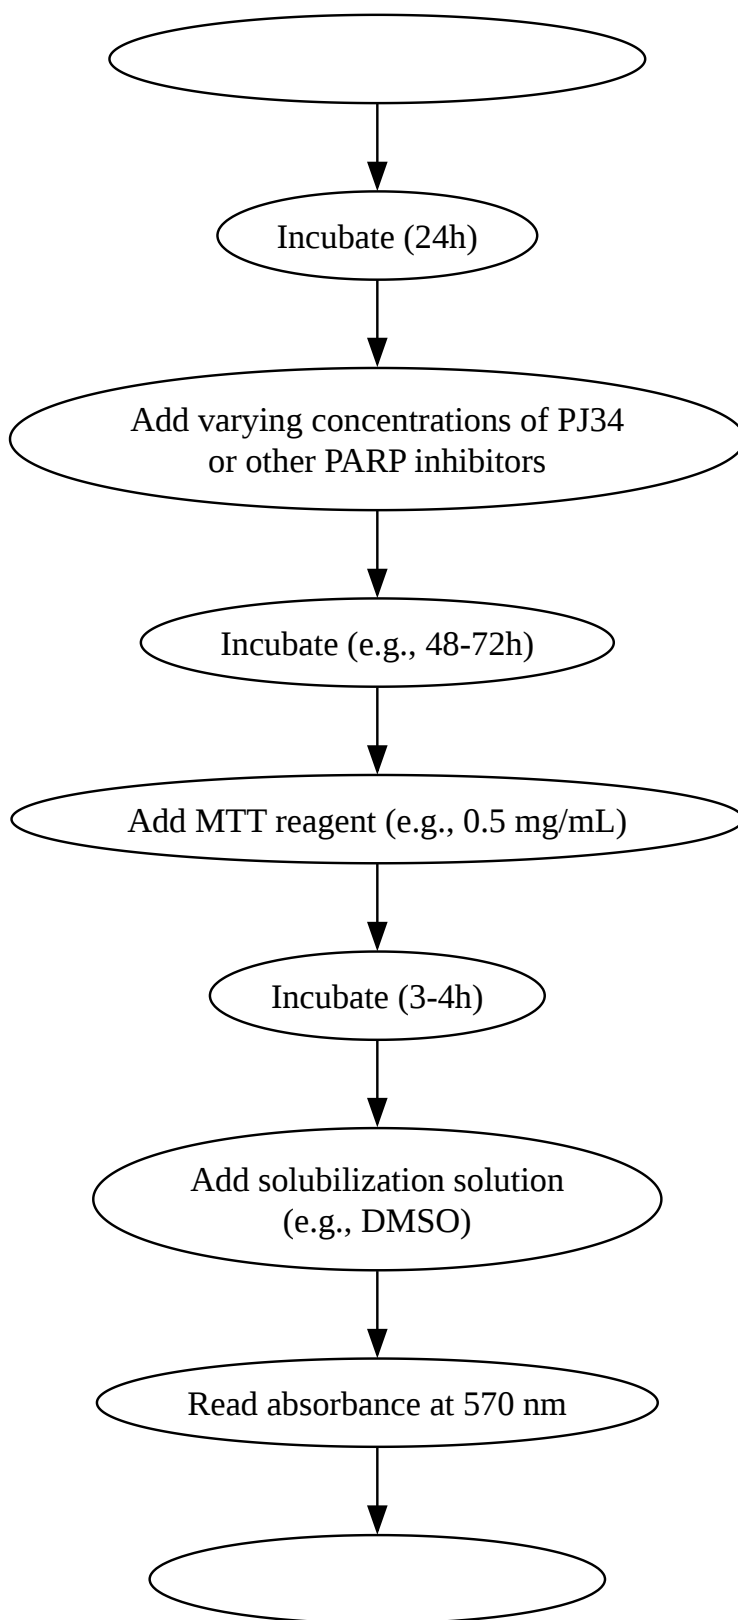 Incubate (24h)
Add varying concentrations of PJ34
or other PARP inhibitors
Incubate (e.g., 48-72h)
Add MTT reagent (e.g., 0.5 mg/mL)
Incubate (3-4h)
Add solubilization solution
(e.g., DMSO)
Read absorbance at 570 nm